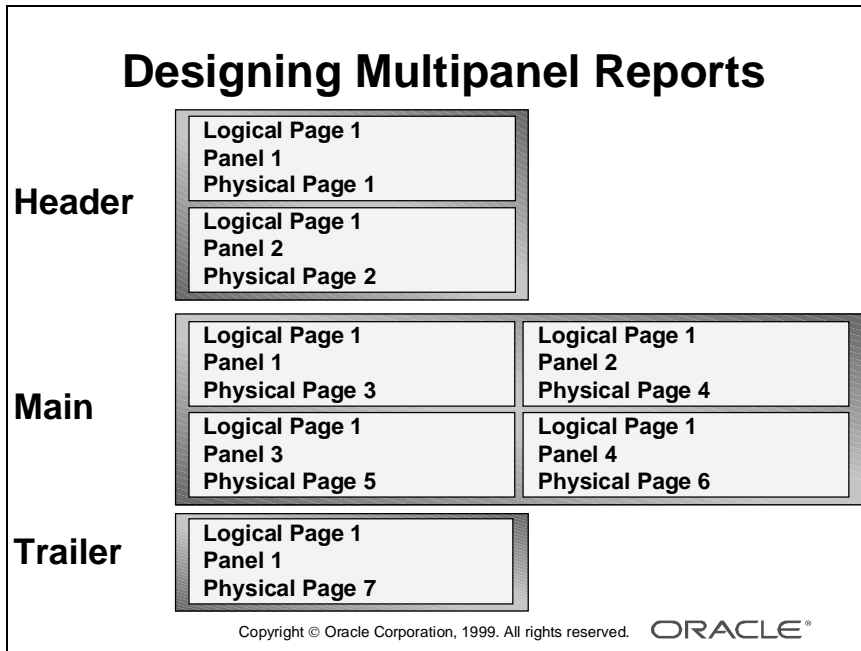 Designing Multipanel Reports
Header
Logical Page 1
Panel 1
Physical Page 1
Logical Page 1
Panel 2
Physical Page 2
Main
Logical Page 1
Panel 1
Physical Page 3
Logical Page 1
Panel 2
Physical Page 4
Logical Page 1
Panel 3
Physical Page 5
Logical Page 1
Panel 4
Physical Page 6
Trailer
Logical Page 1
Panel 1
Physical Page 7
Copyright © Oracle Corporation, 1999. All rights reserved.
ORACLE®